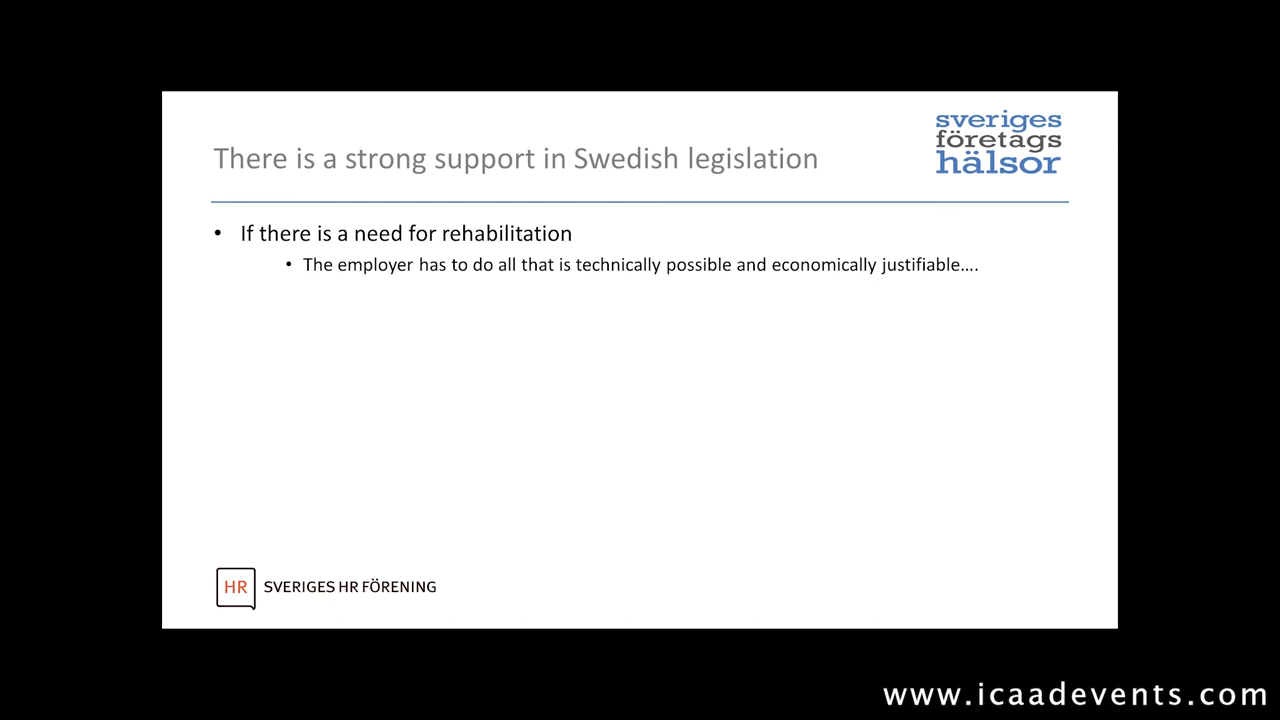 sveriges
företags
hälsor
There is a strong support in Swedish legislation
• If there is a need for rehabilitation
• The employer has to do all that is technically possible and economically justifiable....
HR SVERIGES HR FÖRENING
www.icaadevents.com